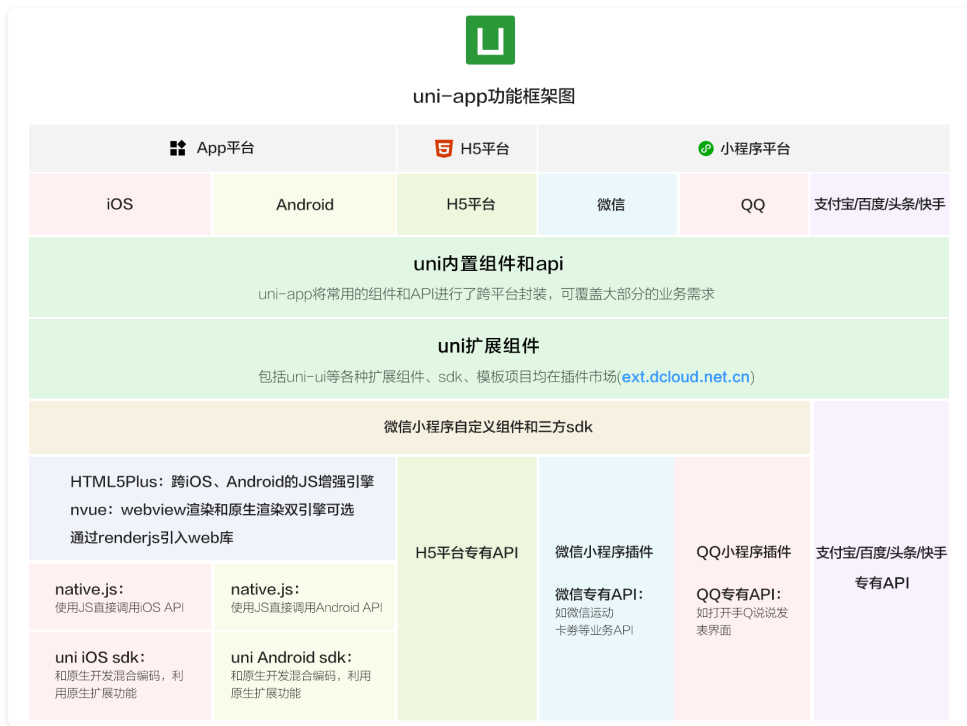 uni-app功能框架图
App平台
H5平台
小程序平台
iOS
Android
H5平台
微信
QQ
支付宝/百度/头条/快手
uni内置组件和api
uni-app将常用的组件和API进行了跨平台封装，可覆盖大部分的业务需求
uni扩展组件
包括uni-ui等各种扩展组件、sdk、模板项目均在插件市场(ext.dcloud.net.cn)
微信小程序自定义组件和三方sdk
HTML5Plus：跨iOS、Android的JS增强引擎
nvue：webview渲染和原生渲染双引擎可选
通过renderjs引入web库
native.js：
使用JS直接调用iOS API
native.js：
使用JS直接调用Android API
uni iOS sdk：
和原生开发混合编码，利
用原生扩展功能
uni Android sdk：
和原生开发混合编码，利用
原生扩展功能
H5平台专有API
微信小程序插件
微信专有API：
如微信运动
卡券等业务API
QQ小程序插件
QQ专有API：
如打开手Q说说发
表界面
支付宝/百度/头条/快手
专有API